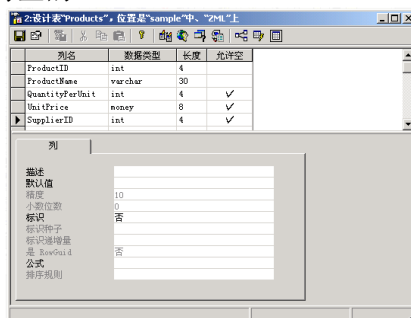 2:设计表“Products”，位置是“sample”中、“ZML”上
列名 数据类型 长度 允许空
ProductID int 4
ProductName varchar 30
QuantityPerUnit int 4 ✓
UnitPrice money 8 ✓
SupplierID int 4 ✓
列
描述
默认值
精度 10
小数位数 0
标识 否
标识种子
标识递增量
是 RowGuid 否
公式
排序规则